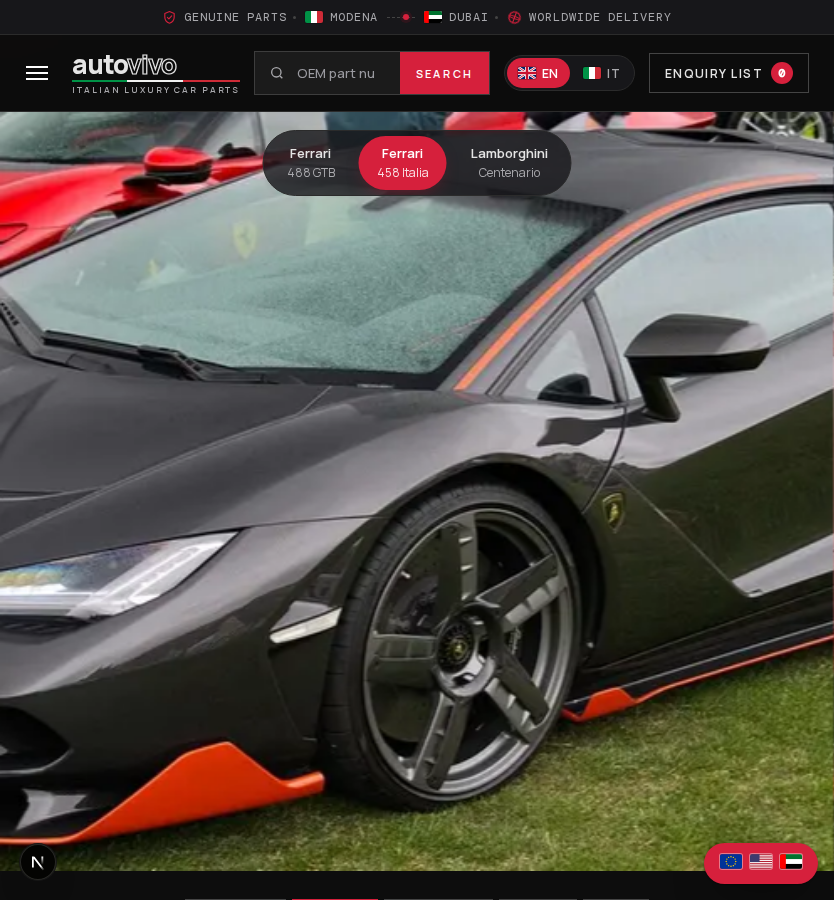 GENUINE PARTS • MODENA DUBAI • WORLDWIDE DELIVERY
autovivo
ITALIAN LUXURY CAR PARTS
OEM part nu
SEARCH
EN
IT
ENQUIRY LIST 0
Ferrari
488 GTB
Ferrari
458 Italia
Lamborghini
Centenario
N